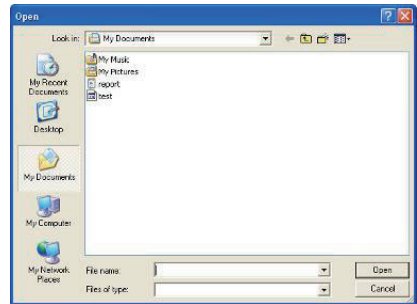 Open
Look in:
My Documents
My Recent
Documents
Desktop
My Documents
My Computer
My Network
Places
My Music
My Pictures
report
test
File name:
Open
Files of type:
Cancel